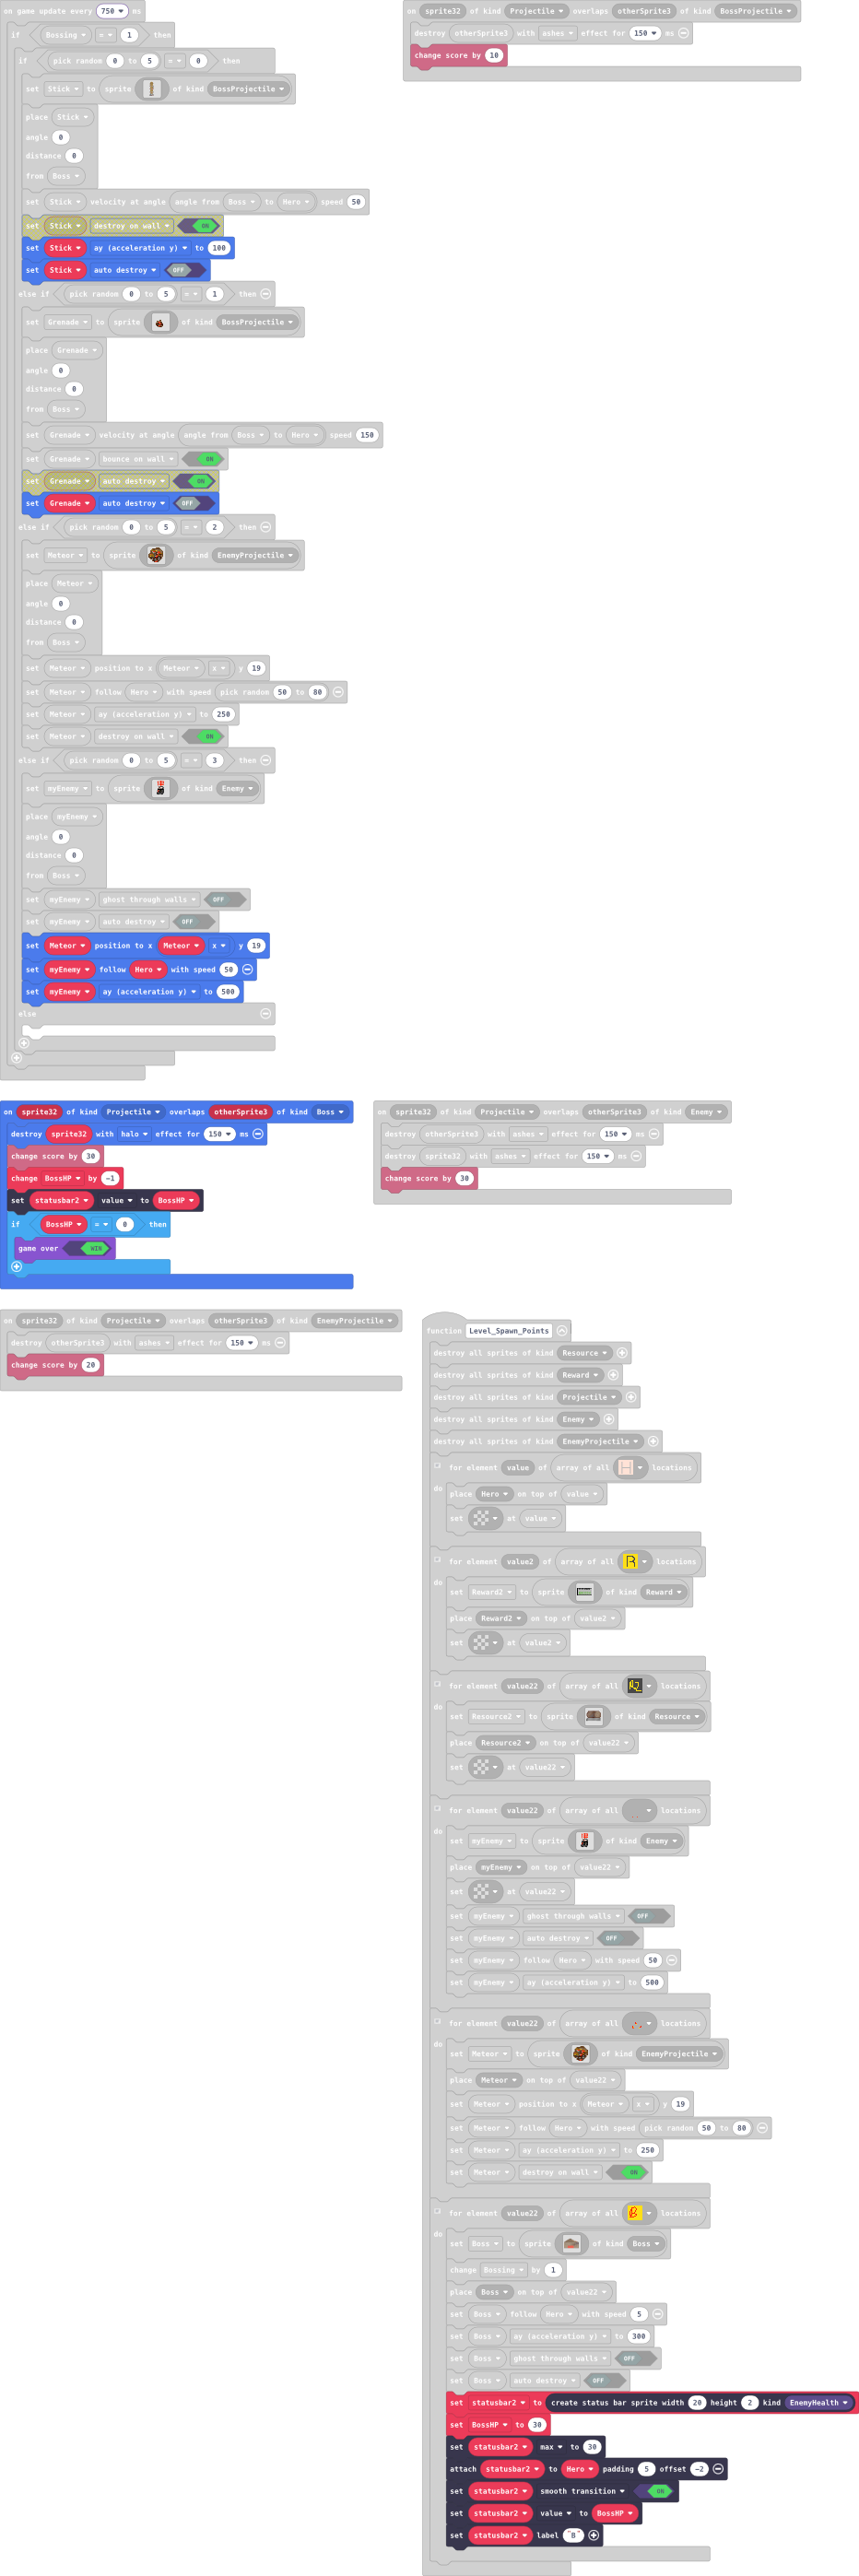 on game update every 750 ms
if Bossing = 1 then
if pick random 0 to 5 = 0 then
set Stick to sprite of kind BossProjectile
place Stick
angle 0
distance 0
from Boss
set Stick velocity at angle angle from Boss to Hero speed 50
set Stick destroy on wall ON
set Stick ay (acceleration y) to 100
set Stick auto destroy OFF
else if pick random 0 to 5 = 1 then
set Grenade to sprite of kind BossProjectile
place Grenade
angle 0
distance 0
from Boss
set Grenade velocity at angle angle from Boss to Hero speed 150
set Grenade bounce on wall ON
set Grenade auto destroy ON
set Grenade auto destroy OFF
else if pick random 0 to 5 = 2 then
set Meteor to sprite of kind EnemyProjectile
place Meteor
angle 0
distance 0
from Boss
set Meteor position to x Meteor x y 19
set Meteor follow Hero with speed pick random 50 to 80
set Meteor ay (acceleration y) to 250
set Meteor destroy on wall ON
else if pick random 0 to 5 = 3 then
set myEnemy to sprite of kind Enemy
place myEnemy
angle 0
distance 0
from Boss
set myEnemy ghost through walls OFF
set myEnemy auto destroy OFF
set Meteor position to x Meteor x y 19
set myEnemy follow Hero with speed 50
set myEnemy ay (acceleration y) to 500
else
on sprite32 of kind Projectile overlaps otherSprite3 of kind BossProjectile
destroy otherSprite3 with ashes effect for 150 ms
change score by 10
on sprite32 of kind Projectile overlaps otherSprite3 of kind Boss
destroy sprite32 with halo effect for 150 ms
change score by 30
change BossHP by -1
set statusbar2 value to BossHP
if BossHP = 0 then
game over WIN
on sprite32 of kind Projectile overlaps otherSprite3 of kind Enemy
destroy otherSprite3 with ashes effect for 150 ms
destroy sprite32 with ashes effect for 150 ms
change score by 30
on sprite32 of kind Projectile overlaps otherSprite3 of kind EnemyProjectile
destroy otherSprite3 with ashes effect for 150 ms
change score by 20
function Level_Spawn_Points
destroy all sprites of kind Resource
destroy all sprites of kind Reward
destroy all sprites of kind Projectile
destroy all sprites of kind Enemy
destroy all sprites of kind EnemyProjectile
for element value of array of all locations
do
place Hero on top of value
set at value
for element value2 of array of all R locations
do
set Reward2 to sprite of kind Reward
place Reward2 on top of value2
set at value2
for element value22 of array of all locations
do
set Resource2 to sprite of kind Resource
place Resource2 on top of value22
set at value22
for element value22 of array of all locations
do
set myEnemy to sprite of kind Enemy
place myEnemy on top of value22
set at value22
set myEnemy ghost through walls OFF
set myEnemy auto destroy OFF
set myEnemy follow Hero with speed 50
set myEnemy ay (acceleration y) to 500
for element value22 of array of all locations
do
set Meteor to sprite of kind EnemyProjectile
place Meteor on top of value22
set Meteor position to x Meteor x y 19
set Meteor follow Hero with speed pick random 50 to 80
set Meteor ay (acceleration y) to 250
set Meteor destroy on wall ON
for element value22 of array of all B locations
do
set Boss to sprite of kind Boss
change Bossing by 1
place Boss on top of value22
set Boss follow Hero with speed 5
set Boss ay (acceleration y) to 300
set Boss ghost through walls OFF
set Boss auto destroy OFF
set statusbar2 to create status bar sprite width 20 height 2 kind EnemyHealth
set BossHP to 30
set statusbar2 max to 30
attach statusbar2 to Hero padding 5 offset -2
set statusbar2 smooth transition ON
set statusbar2 value to BossHP
set statusbar2 label "B"